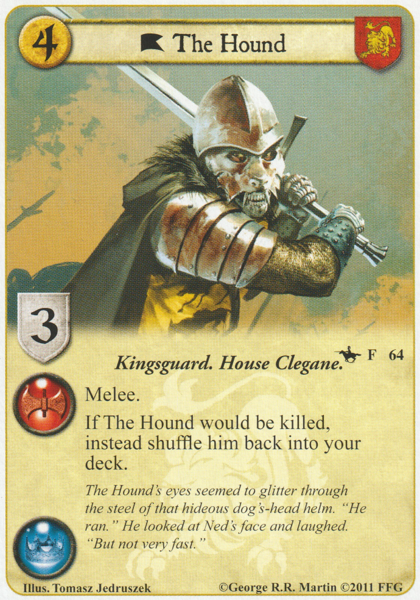 4
The Hound
3
Kingsguard. House Clegane.
F 64
Melee.
If The Hound would be killed,
instead shuffle him back into your
deck.
The Hound's eyes seemed to glitter through
the steel of that hideous dog's-head helm. “He
ran.” He looked at Ned's face and laughed.
“But not very fast.”
Illus. Tomasz Jedruszek
©George R.R. Martin ©2011 FFG